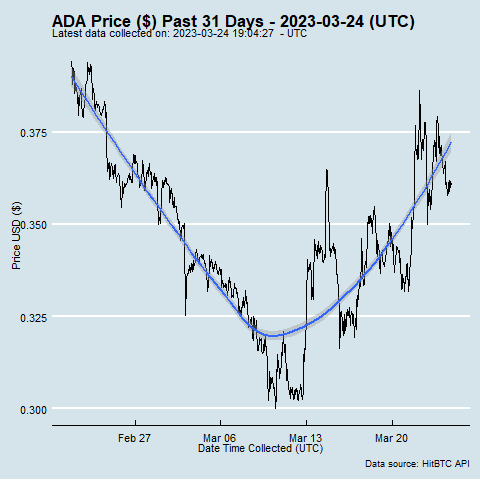 ADA Price ($) Past 31 Days - 2023-03-24 (UTC)
Latest data collected on: 2023-03-24 19:04:27 - UTC
0.375
0.350
0.325
0.300
Price USD ($)
Feb 27
Mar 06
Mar 13
Mar 20
Date Time Collected (UTC)
Data source: HitBTC API